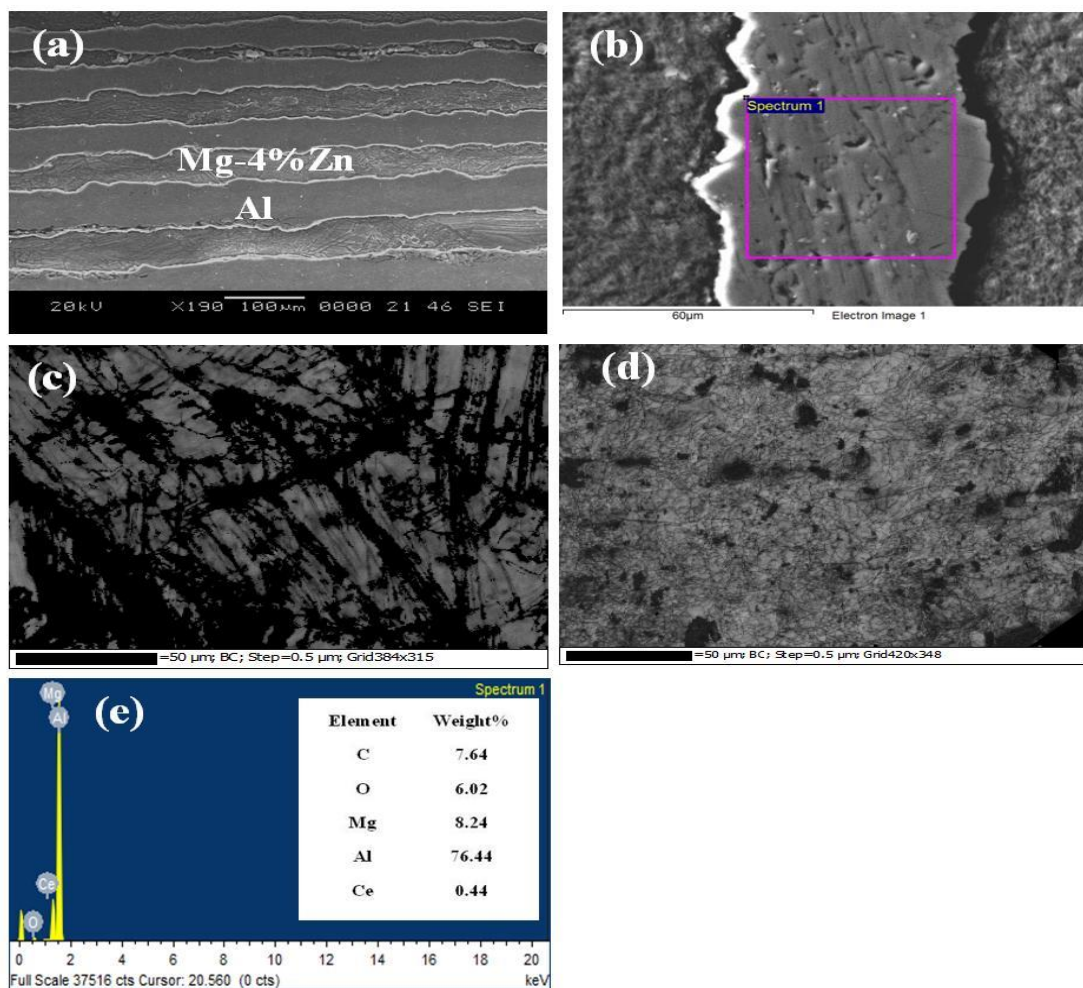 (a)
Mg-4%Zn
Al
20kV X190 100μm 0000 21 46 SEI
(b)
Spectrum 1
60μm Electron Image 1
(c)
=50 μm; BC; Step=0.5 μm; Grid384x315
(d)
=50 μm; BC; Step=0.5 μm; Grid420x348
(e)
Spectrum 1
Mg
Al
Ce
O
Element Weight%
C 7.64
O 6.02
Mg 8.24
Al 76.44
Ce 0.44
0 2 4 6 8 10 12 14 16 18 20
Full Scale 37516 cts Cursor: 20.560 (0 cts) keV